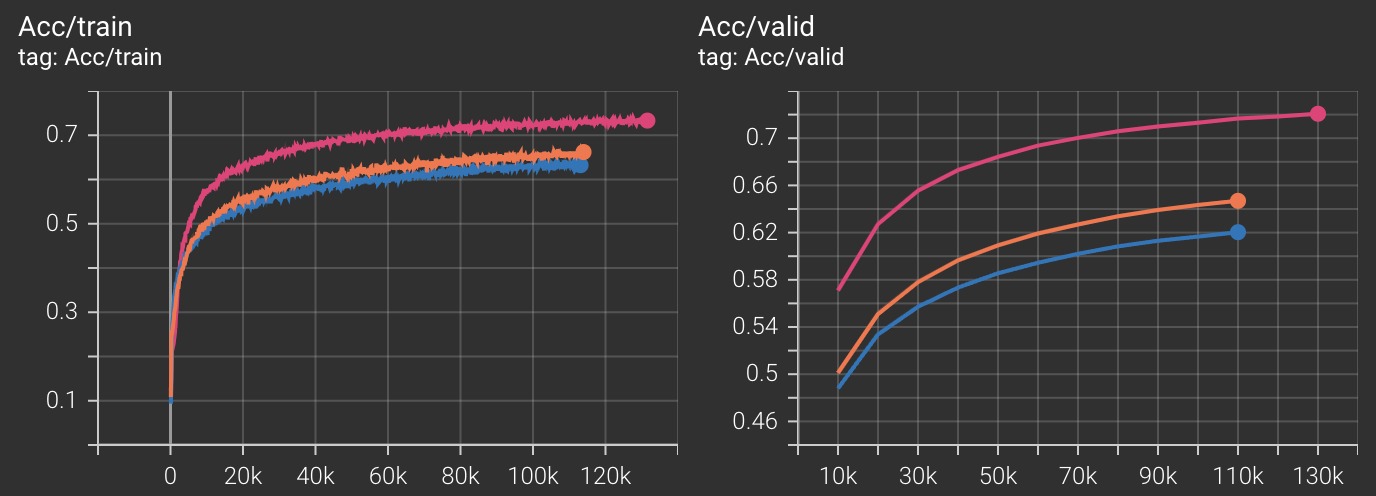 Acc/train
tag: Acc/train
0.7
0.5
0.3
0.1
0 20k 40k 60k 80k 100k 120k
Acc/valid
tag: Acc/valid
0.7
0.66
0.62
0.58
0.54
0.5
0.46
10k 30k 50k 70k 90k 110k 130k